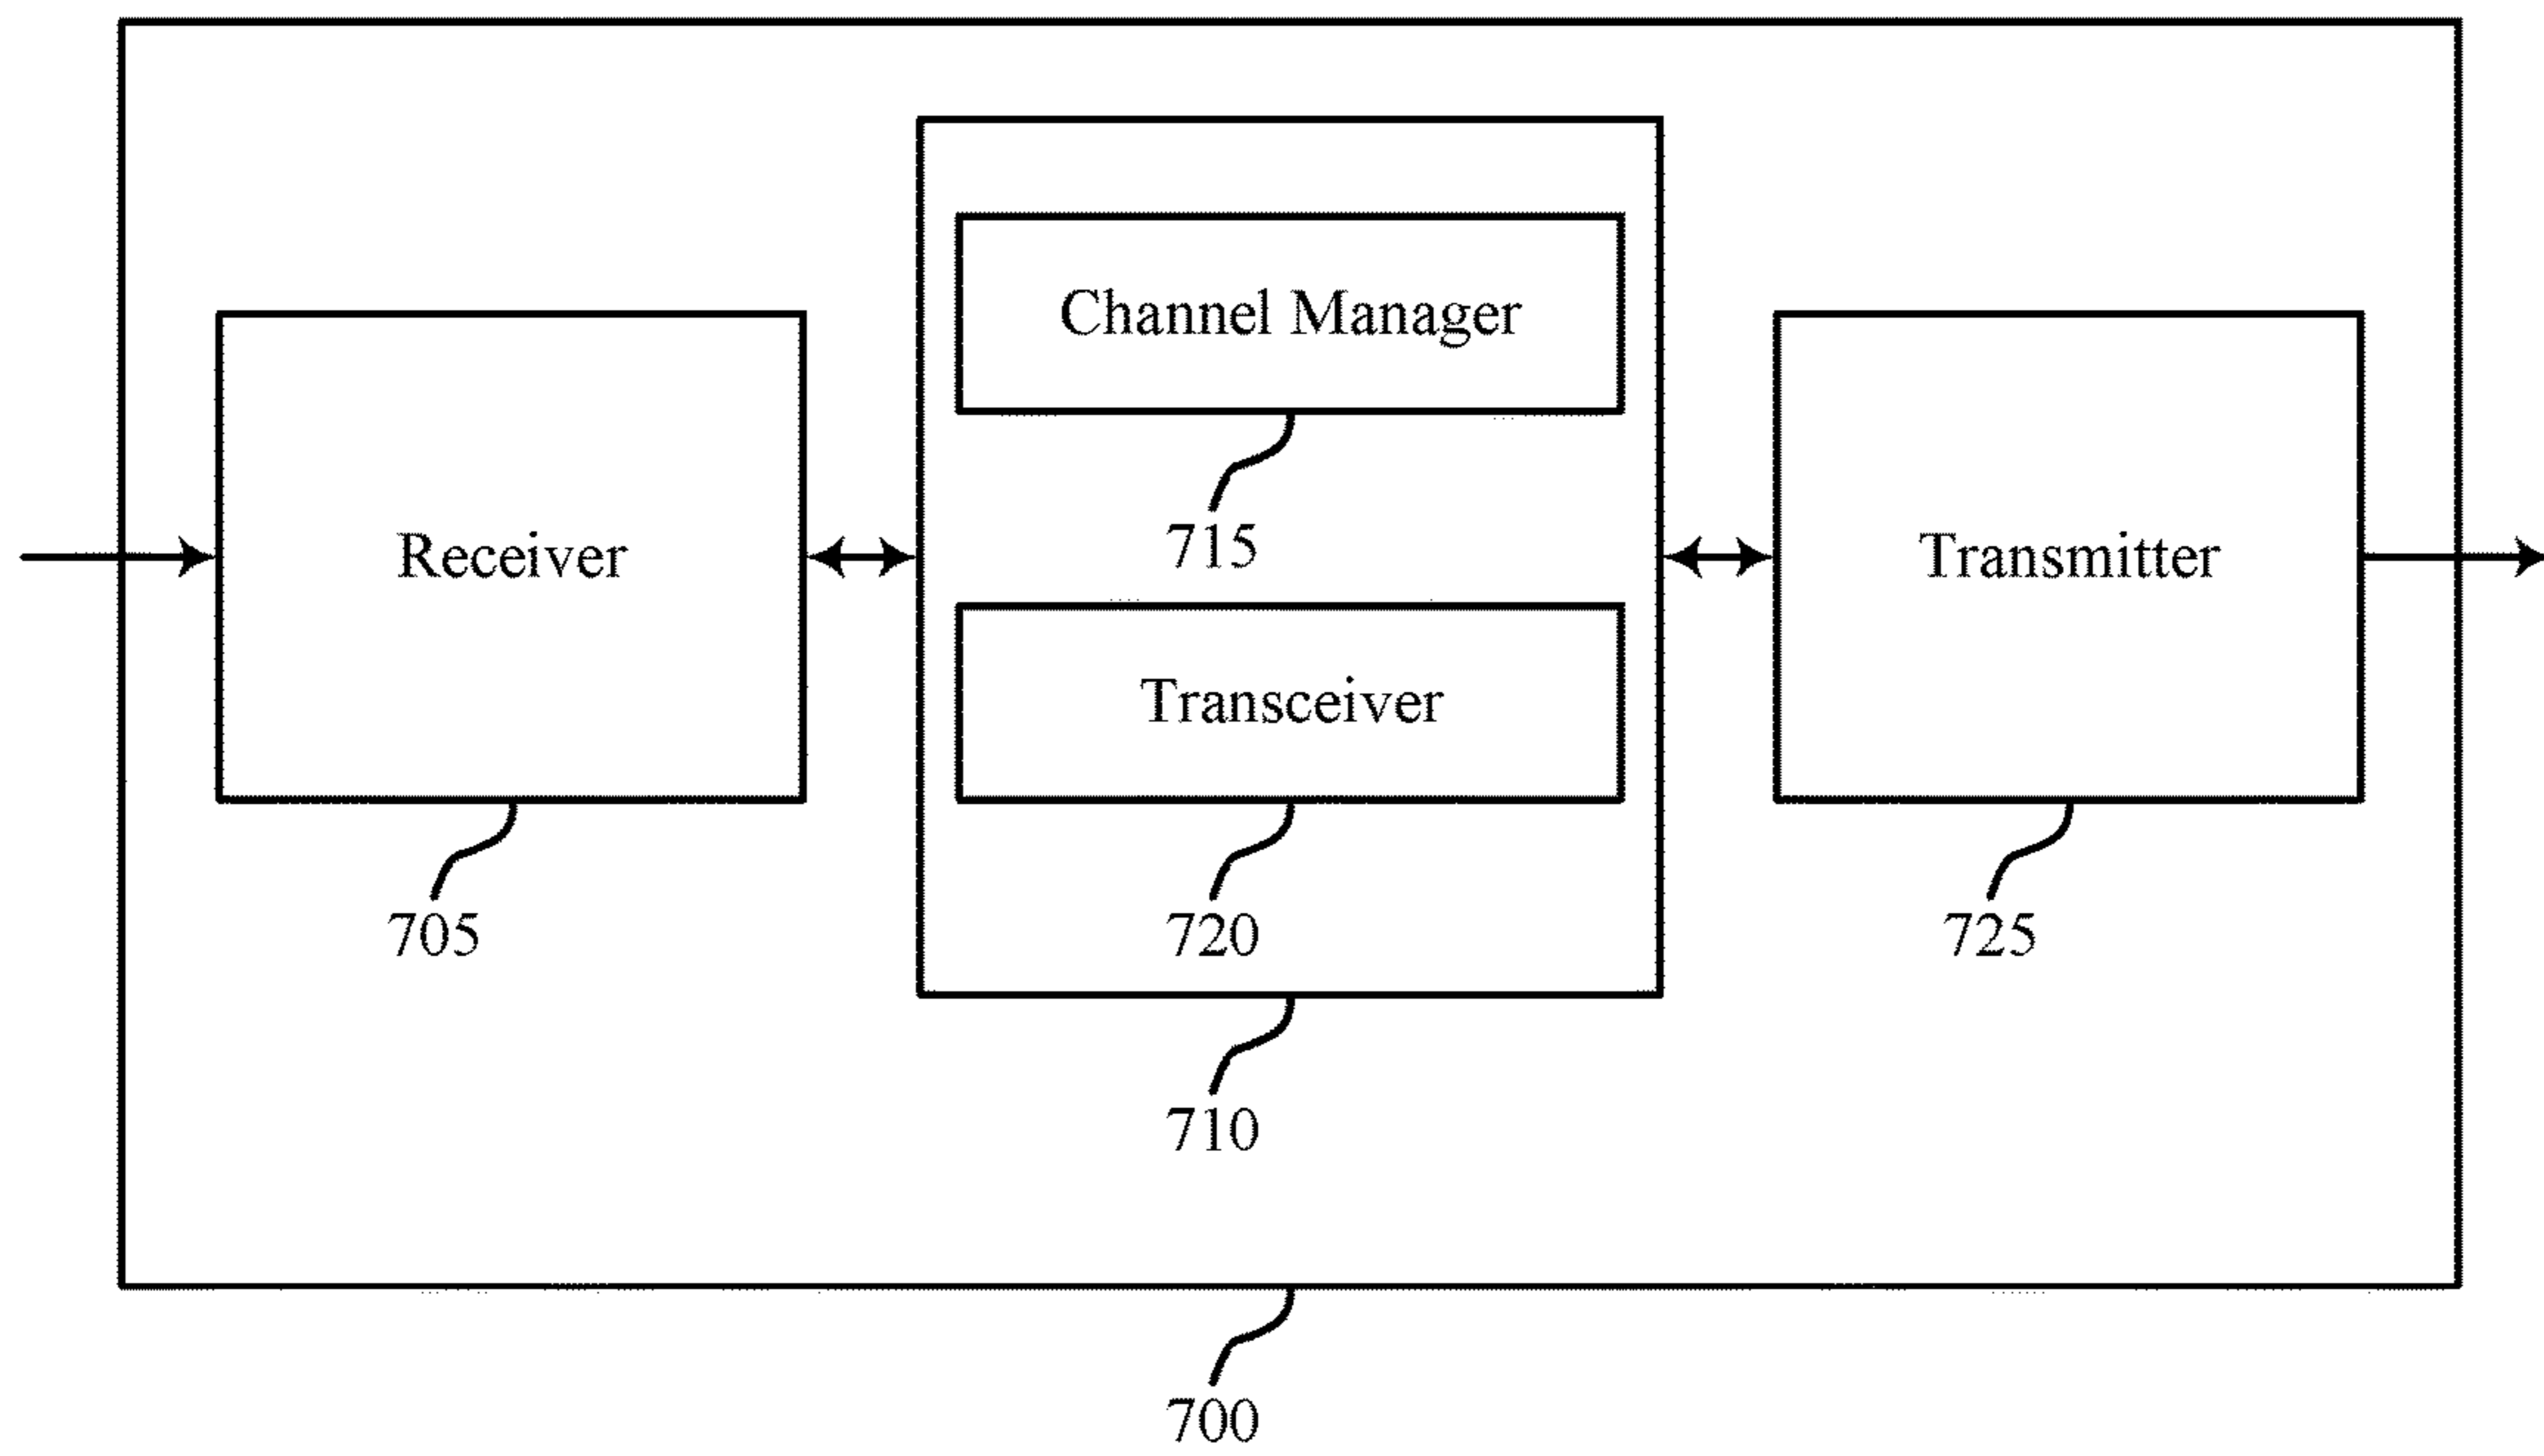 Channel Manager
715
Receiver
Transmitter
Transceiver
705
720
725
710
700